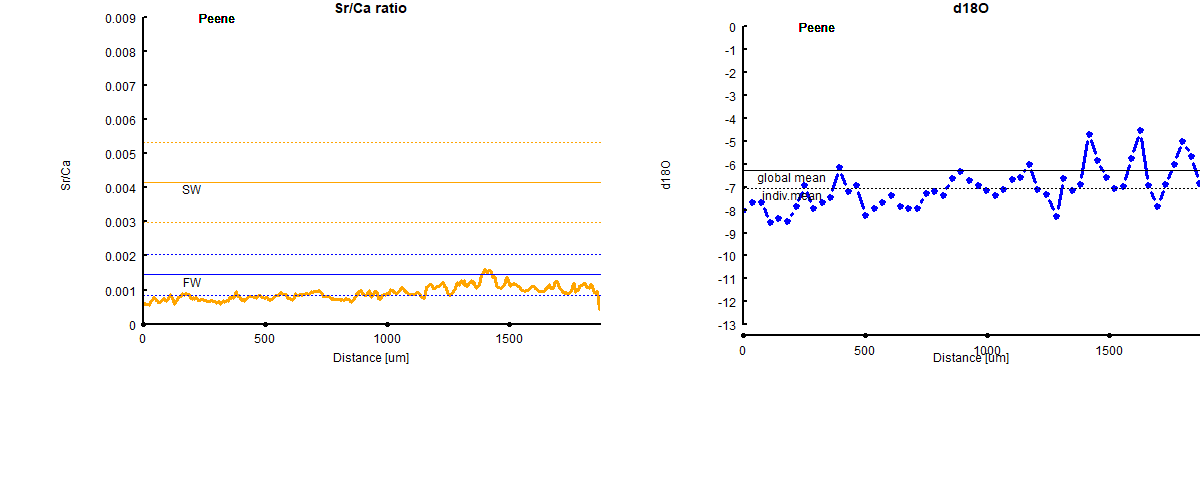 Sr/Ca ratio
Peene
0.009
0.008
0.007
0.006
0.005
0.004
0.003
0.002
0.001
0
Sr/Ca
SW
FW
0 500 1000 1500
Distance [um]
d18O
Peene
0
-1
-2
-3
-4
-5
-6
-7
-8
-9
-10
-11
-12
-13
d18O
global mean
indiv.mean
0 500 1000 1500
Distance [um]